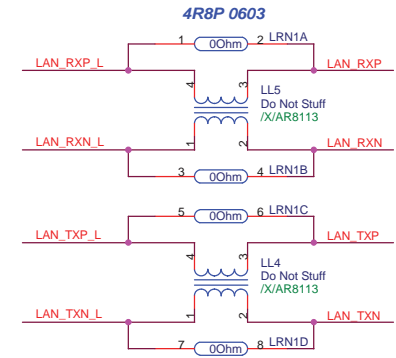 4R8P 0603
1 0Ohm 2 LRN1A
LAN_RXP_L LAN_RXP
4 3
LL5
Do Not Stuff
/X/AR8113
1 2
LAN_RXN_L LAN_RXN
3 0Ohm 4 LRN1B
5 0Ohm 6 LRN1C
LAN_TXP_L LAN_TXP
4 3
LL4
Do Not Stuff
/X/AR8113
1 2
LAN_TXN_L LAN_TXN
7 0Ohm 8 LRN1D